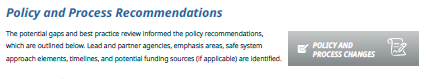 Policy and Process Recommendations
The potential gaps and best practice review informed the policy recommendations,
which are outlined below. Lead and partner agencies, emphasis areas, safe system
approach elements, timelines, and potential funding sources (if applicable) are identified.
POLICY AND
PROCESS CHANGES